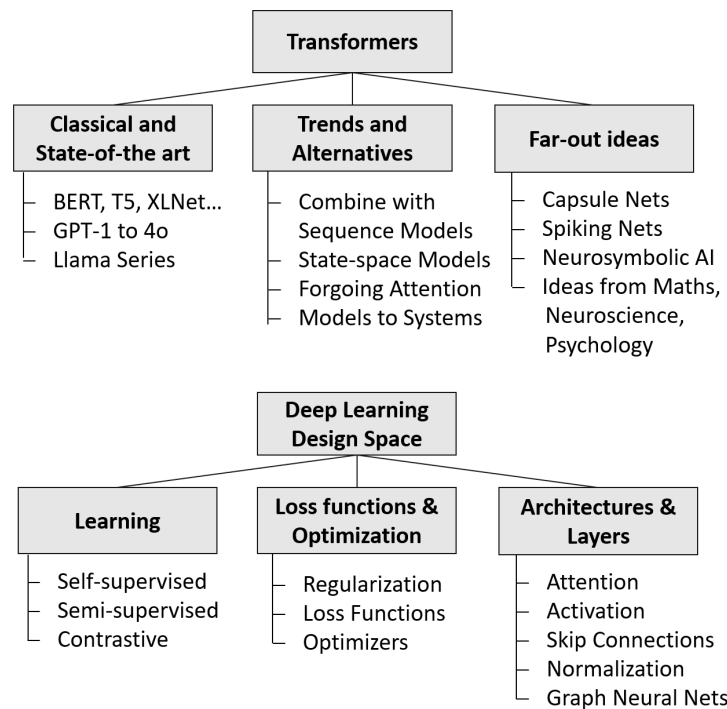 Transformers
Classical and
State-of-the art
BERT, T5, XLNet...
GPT-1 to 4o
Llama Series
Trends and
Alternatives
Combine with
Sequence Models
State-space Models
Forgoing Attention
Models to Systems
Far-out ideas
Capsule Nets
Spiking Nets
Neurosymbolic AI
Ideas from Maths,
Neuroscience,
Psychology
Deep Learning
Design Space
Learning
Self-supervised
Semi-supervised
Contrastive
Loss functions &
Optimization
Regularization
Loss Functions
Optimizers
Architectures &
Layers
Attention
Activation
Skip Connections
Normalization
Graph Neural Nets